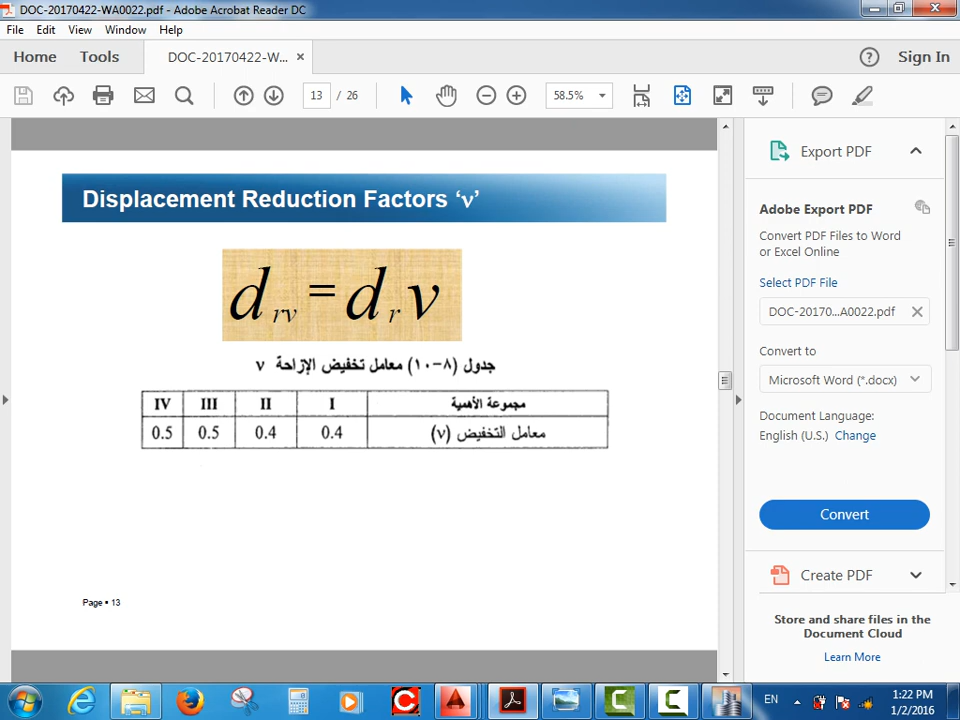 DOC-20170422-WA0022.pdf - Adobe Acrobat Reader DC
File Edit View Window Help
Home Tools DOC-20170422-W... × Sign In
13 / 26 58.5%
Displacement Reduction Factors ‘ν’
d rv = d r ν
جدول (٨-١٠) معامل تخفيض الإزاحة ν
مجموعة الأهمية I II III IV
معامل التخفيض (ν) 0.4 0.4 0.5 0.5
Page ▪ 13
Export PDF
Adobe Export PDF
Convert PDF Files to Word
or Excel Online
Select PDF File
DOC-20170...A0022.pdf
Convert to
Microsoft Word (*.docx)
Document Language:
English (U.S.) Change
Convert
Create PDF
Store and share files in the
Document Cloud
Learn More
EN
1:22 PM
1/2/2016